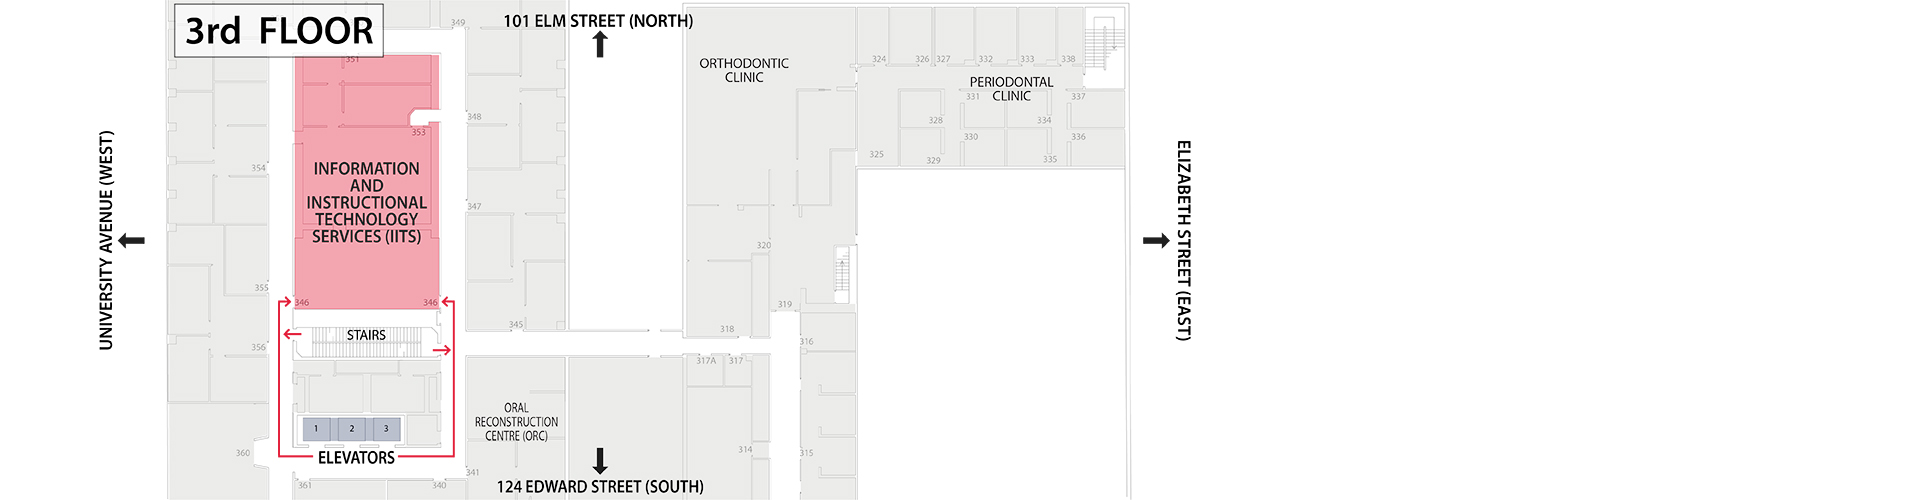 3rd FLOOR
349
101 ELM STREET (NORTH)
351
ORTHODONTIC
CLINIC
324
326
327
332
333
338
PERIODONTAL
CLINIC
331
337
348
353
328
334
330
336
325
329
335
UNIVERSITY AVENUE (WEST)
354
INFORMATION
AND
INSTRUCTIONAL
TECHNOLOGY
SERVICES (IITS)
347
320
ELIZABETH STREET (EAST)
355
346
346
319
345
318
STAIRS
356
316
317A
317
ORAL
RECONSTRUCTION
CENTRE (ORC)
1
2
3
360
ELEVATORS
314
315
341
361
340
124 EDWARD STREET (SOUTH)